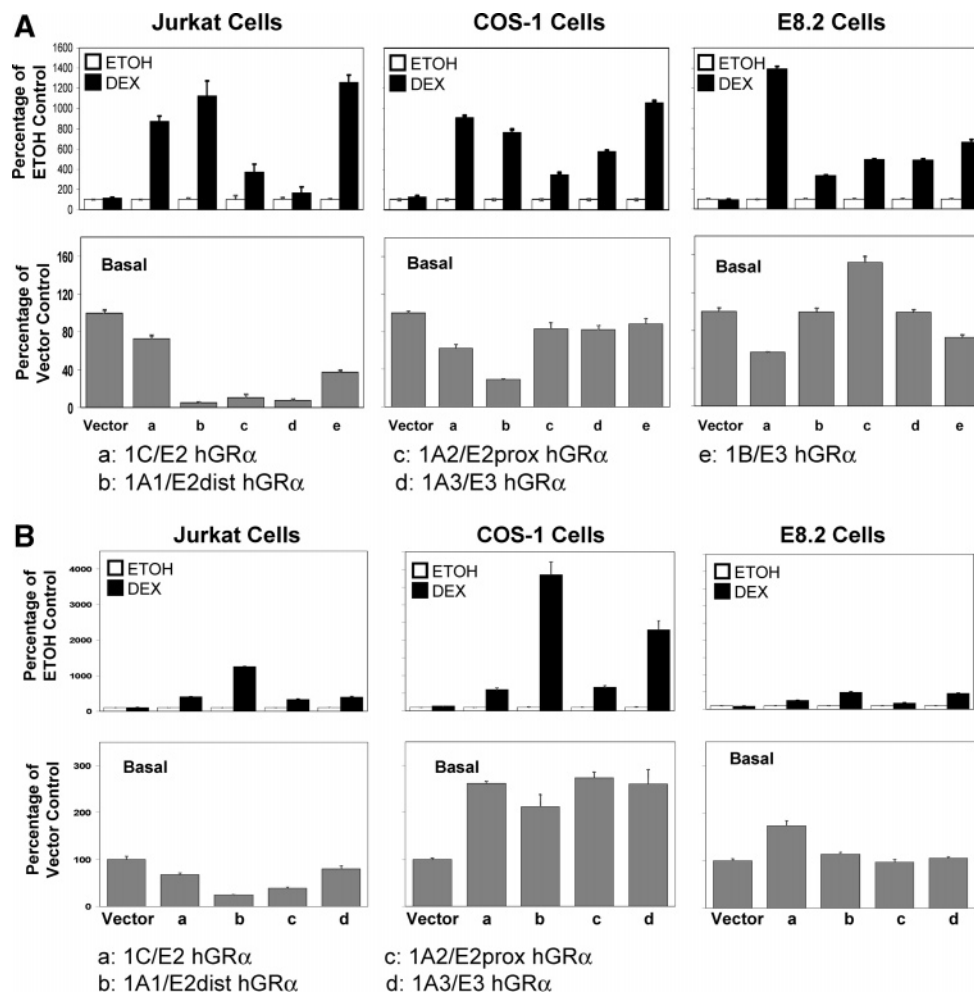 A
Jurkat Cells
COS-1 Cells
E8.2 Cells
Percentage of
ETOH Control
1600
1400
1200
1000
800
600
400
200
0
ETOH
DEX
ETOH
DEX
ETOH
DEX
Percentage of
Vector Control
160
120
80
40
0
Basal
Basal
Basal
Vector a b c d e
Vector a b c d e
Vector a b c d e
a: 1C/E2 hGRα
b: 1A1/E2dist hGRα
c: 1A2/E2prox hGRα
d: 1A3/E3 hGRα
e: 1B/E3 hGRα
B
Jurkat Cells
COS-1 Cells
E8.2 Cells
Percentage of
ETOH Control
4000
3000
2000
1000
0
ETOH
DEX
ETOH
DEX
ETOH
DEX
Percentage of
Vector Control
300
200
100
00
Basal
Basal
Basal
Vector a b c d
Vector a b c d
Vector a b c d
a: 1C/E2 hGRα
b: 1A1/E2dist hGRα
c: 1A2/E2prox hGRα
d: 1A3/E3 hGRα